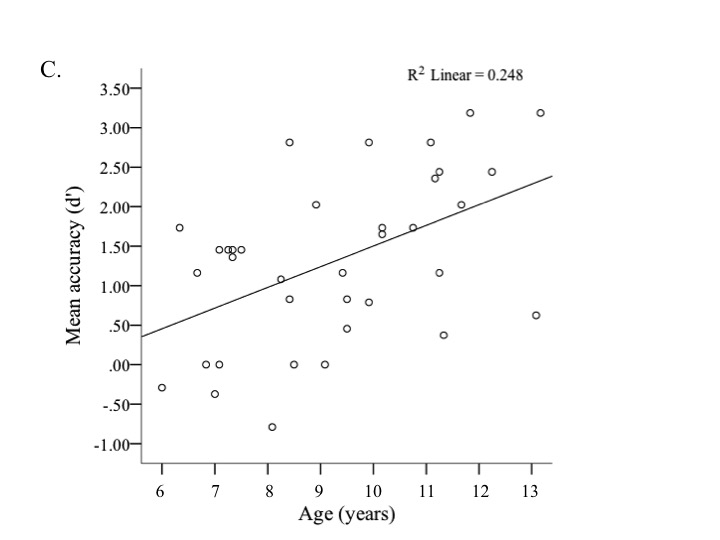 C.
R² Linear = 0.248
3.50
3.00
2.50
2.00
1.50
1.00
.50
.00
-.50
-1.00
Mean accuracy (d')
6 7 8 9 10 11 12 13
Age (years)